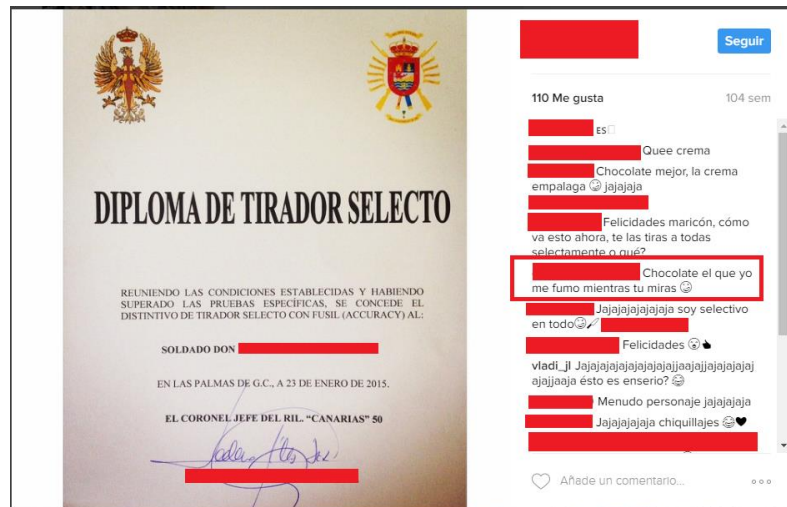 DIPLOMA DE TIRADOR SELECTO
REUNIENDO LAS CONDICIONES ESTABLECIDAS Y HABIENDO
SUPERADO LAS PRUEBAS ESPECÍFICAS, SE CONCEDE EL
DISTINTIVO DE TIRADOR SELECTO CON FUSIL (ACCURACY) AL:
SOLDADO DON
EN LAS PALMAS DE G.C., A 23 DE ENERO DE 2015.
EL CORONEL JEFE DEL RIL. "CANARIAS" 50
Seguir
110 Me gusta 104 sem
ES
Quee crema
Chocolate mejor, la crema
empalaga 😜 jajajaja
Felicidades maricón, cómo
va esto ahora, te las tiras a todas
selectamente o qué?
Chocolate el que yo
me fumo mientras tu miras 😜
Jajajajajajaja soy selectivo
en todo
Felicidades
vladi_jl
ésto es enserio? 😂
Menudo personaje jajajajaja
Jajajajaja chiquillajes 😂♥
Añade un comentario...